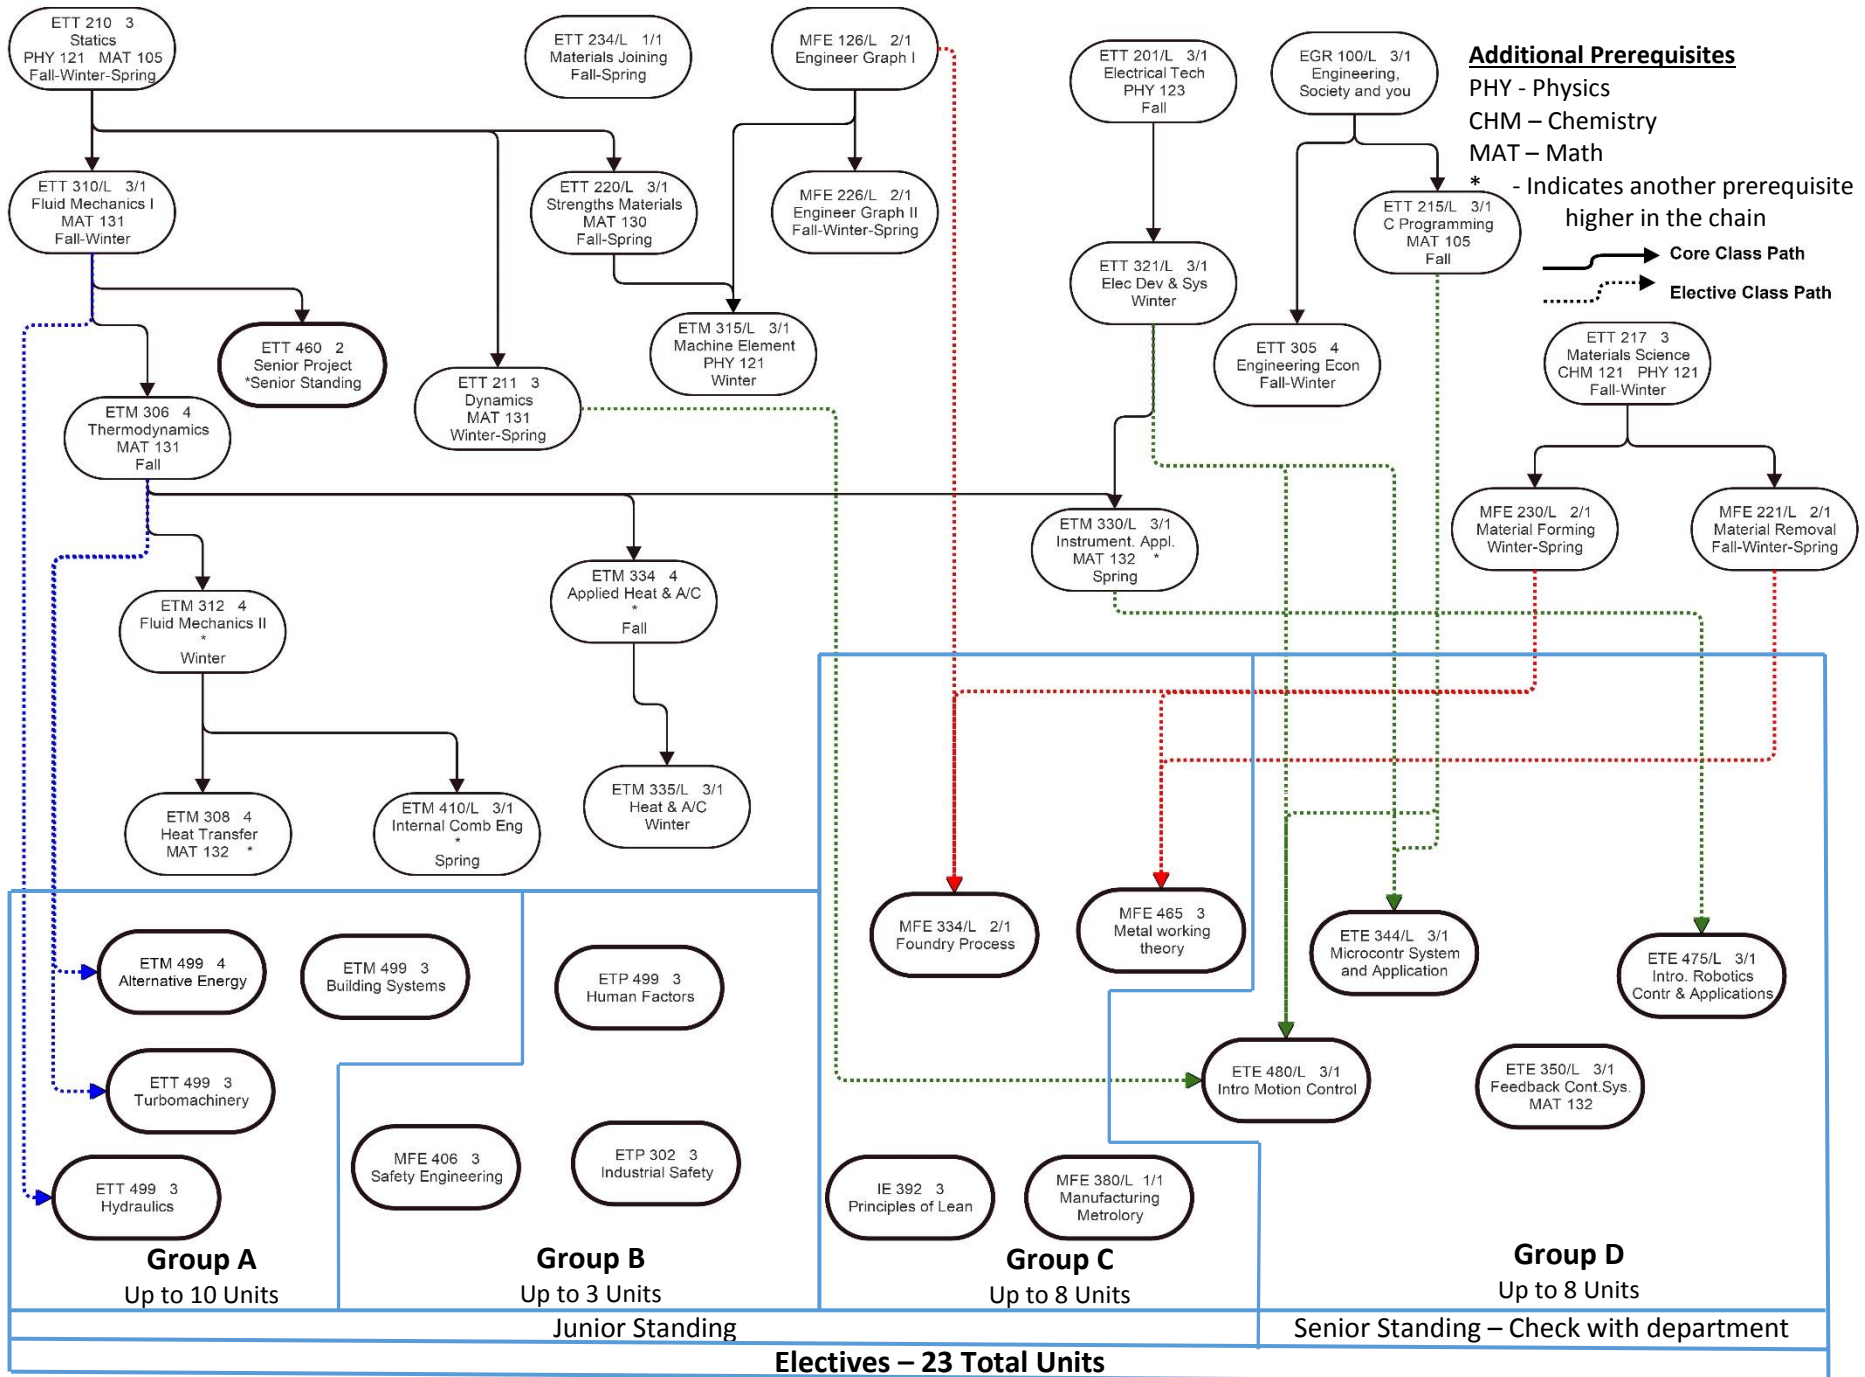 ETT 210 3
Statics
PHY 121 MAT 105
Fall-Winter-Spring
ETT 234/L 1/1
Materials Joining
Fall-Spring
MFE 126/L 2/1
Engineer Graph I
ETT 201/L 3/1
Electrical Tech
PHY 123
Fall
EGR 100/L 3/1
Engineering,
Society and you
Additional Prerequisites
PHY - Physics
CHM – Chemistry
MAT – Math
* - Indicates another prerequisite
higher in the chain
Core Class Path
Elective Class Path
ETT 310/L 3/1
Fluid Mechanics I
MAT 131
Fall-Winter
ETT 220/L 3/1
Strengths Materials
MAT 130
Fall-Spring
MFE 226/L 2/1
Engineer Graph II
Fall-Winter-Spring
ETT 215/L 3/1
C Programming
MAT 105
Fall
ETT 321/L 3/1
Elec Dev & Sys
Winter
ETT 460 2
Senior Project
*Senior Standing
ETT 211 3
Dynamics
MAT 131
Winter-Spring
ETM 315/L 3/1
Machine Element
PHY 121
Winter
ETT 305 4
Engineering Econ
Fall-Winter
ETT 217 3
Materials Science
CHM 121 PHY 121
Fall-Winter
ETM 306 4
Thermodynamics
MAT 131
Fall
ETM 330/L 3/1
Instrument. Appl.
MAT 132 *
Spring
MFE 230/L 2/1
Material Forming
Winter-Spring
MFE 221/L 2/1
Material Removal
Fall-Winter-Spring
ETM 312 4
Fluid Mechanics II
*
Winter
ETM 334 4
Applied Heat & A/C
*
Fall
ETM 308 4
Heat Transfer
MAT 132 *
ETM 410/L 3/1
Internal Comb Eng
*
Spring
ETM 335/L 3/1
Heat & A/C
Winter
ETM 499 4
Alternative Energy
ETM 499 3
Building Systems
ETT 499 3
Turbomachinery
ETT 499 3
Hydraulics
Group A
Up to 10 Units
ETP 499 3
Human Factors
MFE 406 3
Safety Engineering
ETP 302 3
Industrial Safety
Group B
Up to 3 Units
MFE 334/L 2/1
Foundry Process
MFE 465 3
Metal working
theory
IE 392 3
Principles of Lean
MFE 380/L 1/1
Manufacturing
Metrolory
Group C
Up to 8 Units
ETE 344/L 3/1
Microcontr System
and Application
ETE 475/L 3/1
Intro. Robotics
Contr & Applications
ETE 480/L 3/1
Intro Motion Control
ETE 350/L 3/1
Feedback Cont.Sys.
MAT 132
Group D
Up to 8 Units
Junior Standing
Senior Standing – Check with department
Electives – 23 Total Units